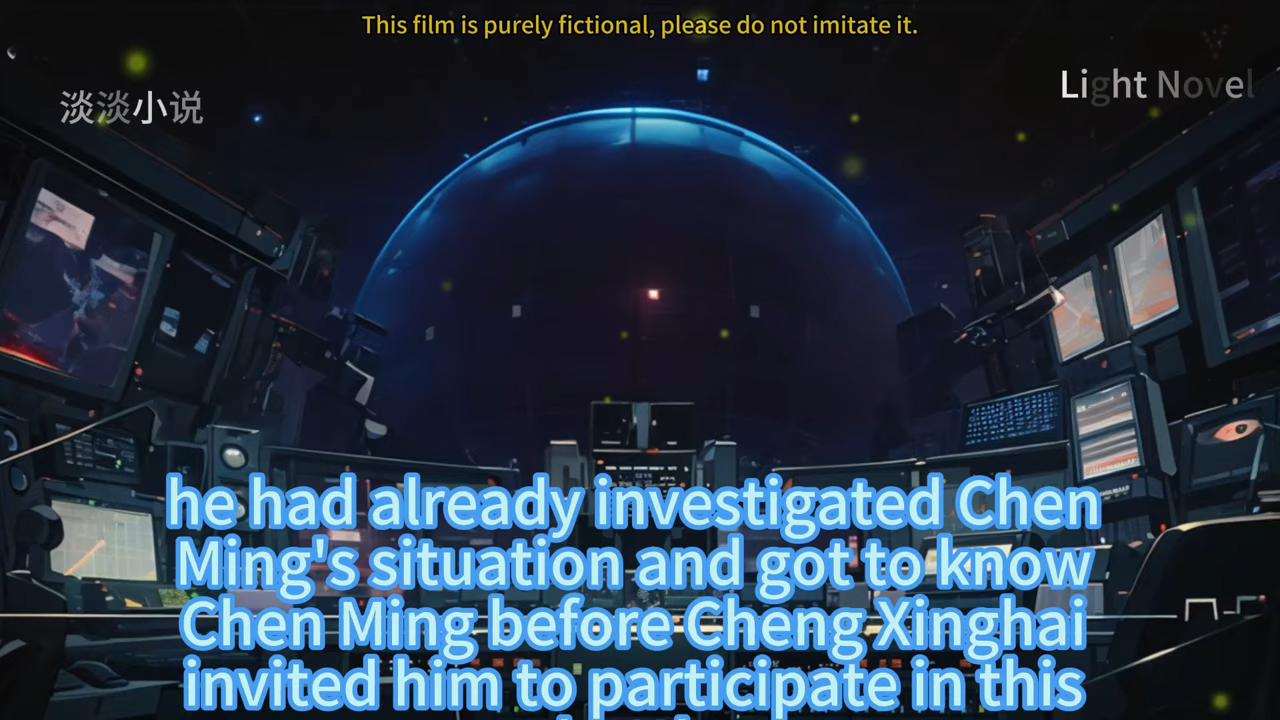 This film is purely fictional, please do not imitate it.
淡淡小说
Light Novel
he had already investigated Chen
Ming's situation and got to know
Chen Ming before Cheng Xinghai
invited him to participate in this